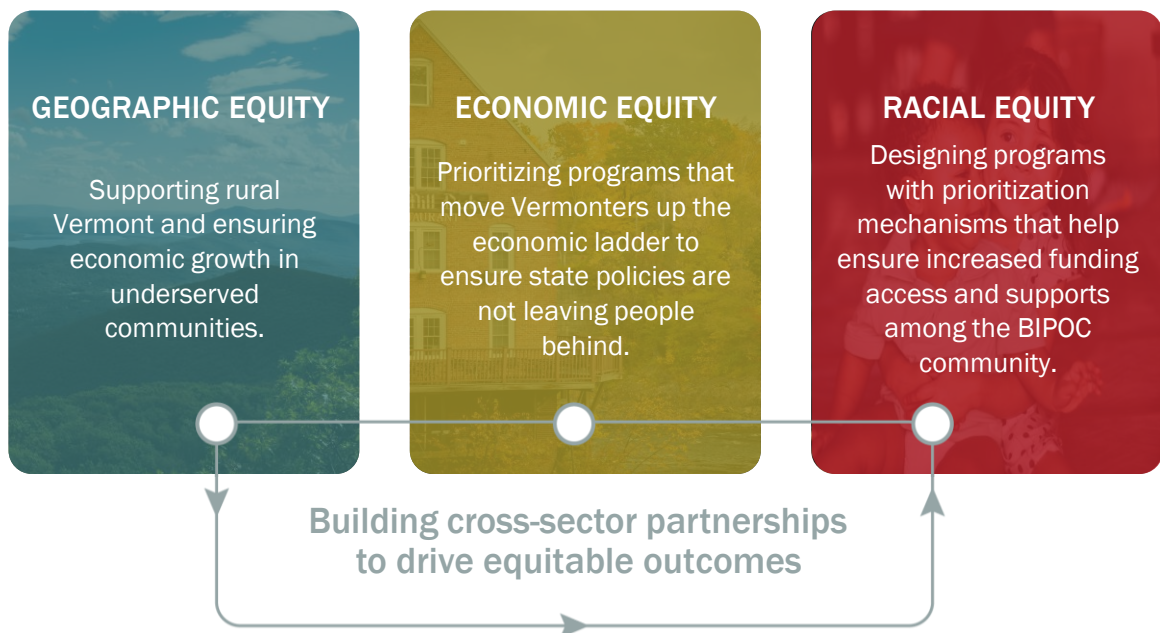 GEOGRAPHIC EQUITY
Supporting rural
Vermont and ensuring
economic growth in
underserved
communities.
ECONOMIC EQUITY
Prioritizing programs that
move Vermonters up the
economic ladder to
ensure state policies are
not leaving people
behind.
RACIAL EQUITY
Designing programs
with prioritization
mechanisms that help
ensure increased funding
access and supports
among the BIPOC
community.
Building cross-sector partnerships
to drive equitable outcomes